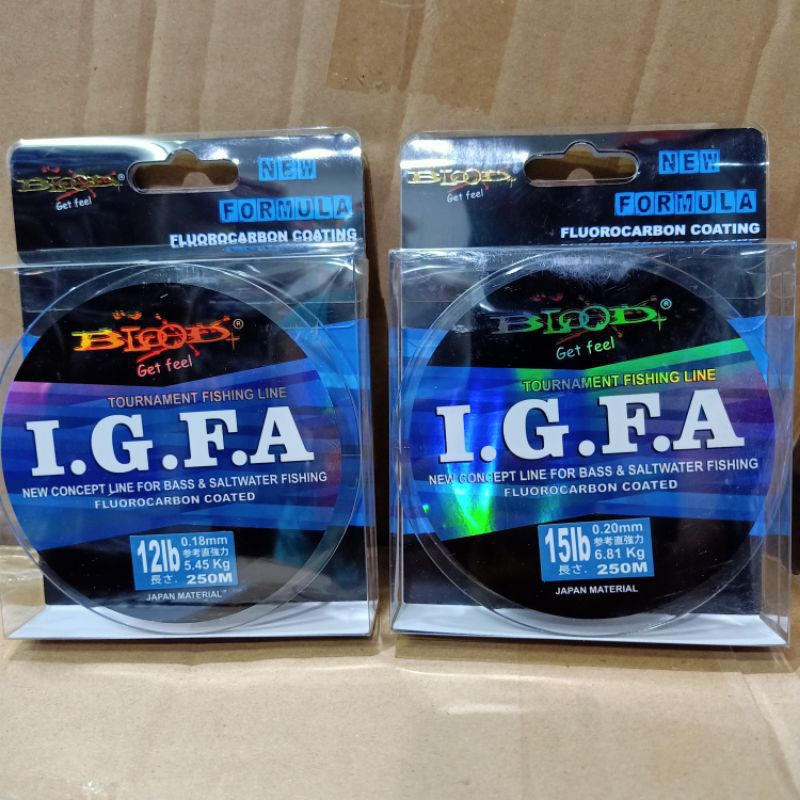 BLOOD®
Get feel
NEW
FORMULA
FLUOROCARBON COATING
BLOOD®
Get feel
TOURNAMENT FISHING LINE
I.G.F.A
NEW CONCEPT LINE FOR BASS & SALTWATER FISHING
FLUOROCARBON COATED
12lb
0.18mm
参考直強力
5.45 Kg
長さ. 250M
JAPAN MATERIAL™
BLOOD®
Get feel
NEW
FORMULA
FLUOROCARBON COATING
BLOOD®
Get feel
TOURNAMENT FISHING LINE
I.G.F.A
NEW CONCEPT LINE FOR BASS & SALTWATER FISHING
FLUOROCARBON COATED
15lb
0.20mm
参考直強力
6.81 Kg
長さ. 250M
JAPAN MATERIAL